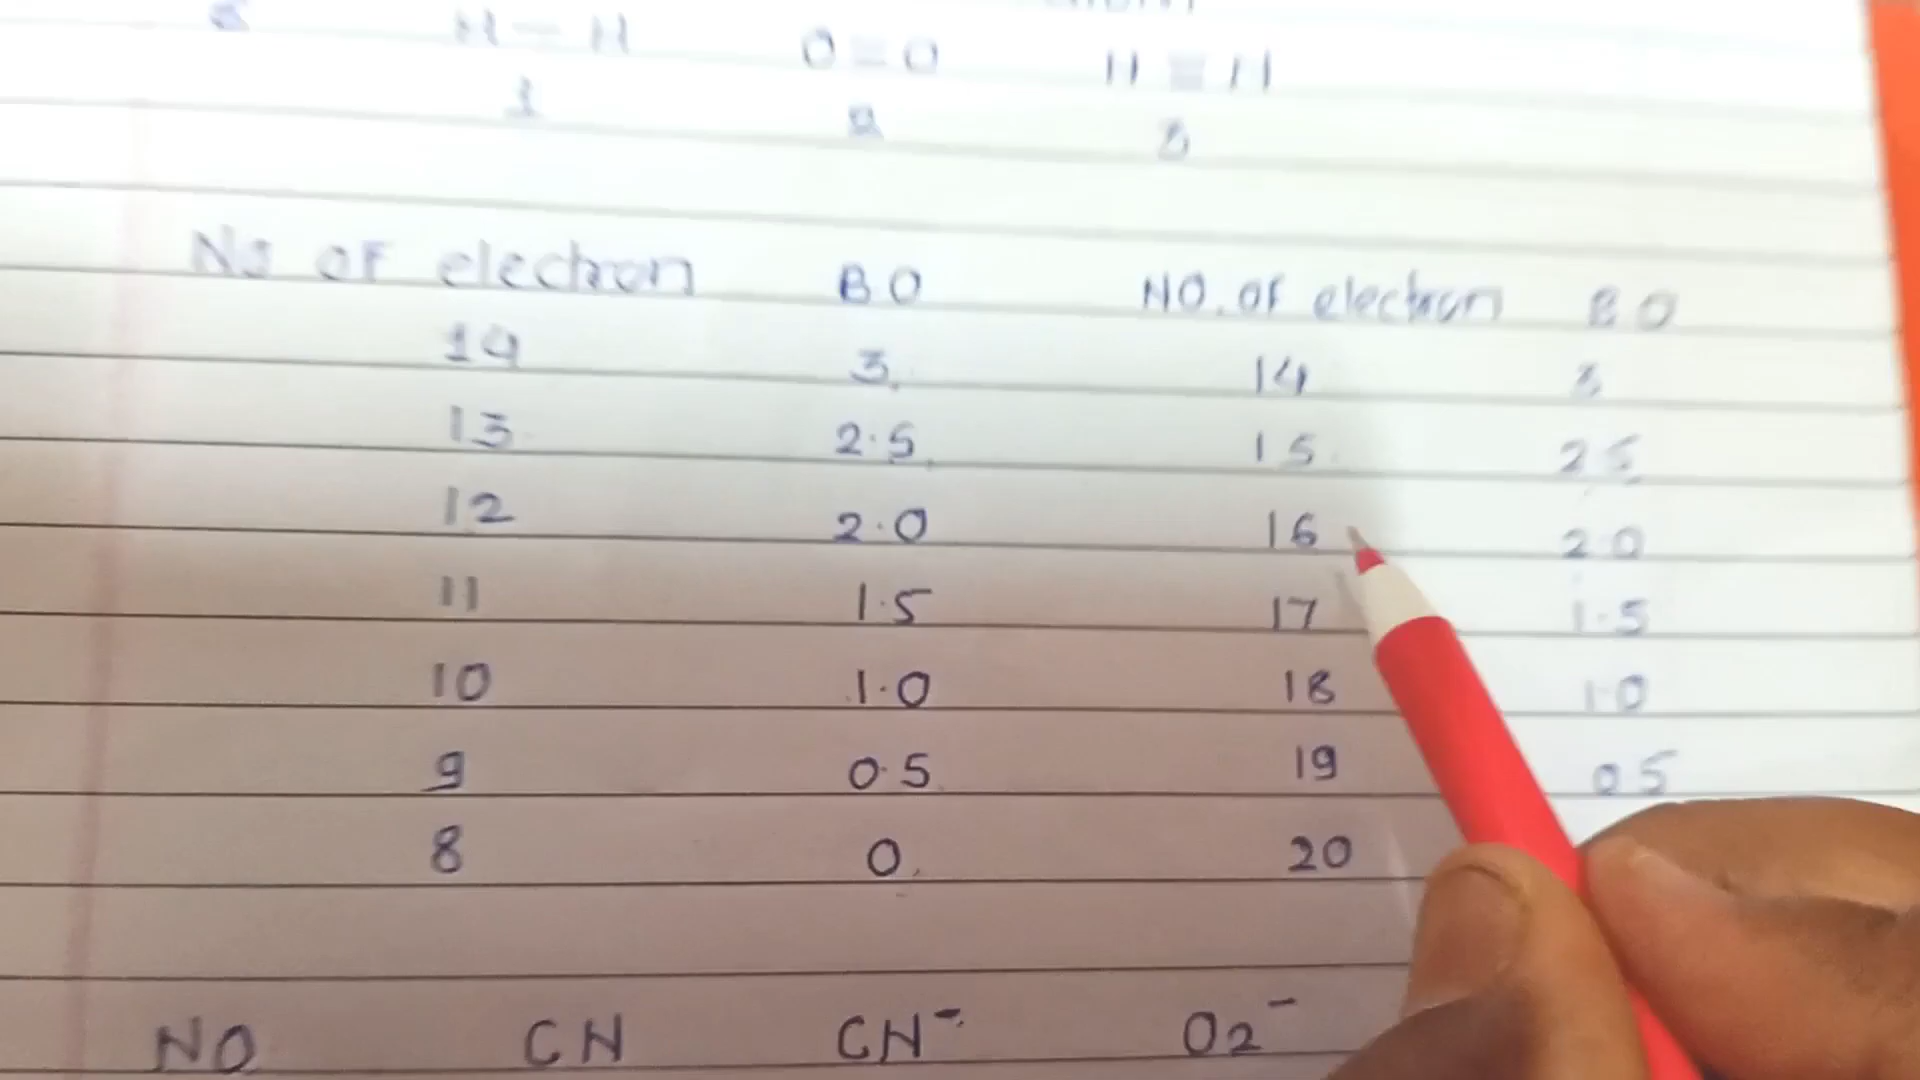 H - H O = O N ≡ N
1 2 3
No of electron B O NO. of electron B O
14 3 14 3
13 2.5 15 2.5
12 2.0 16 2.0
11 1.5 17 1.5
10 1.0 18 1.0
9 0.5 19 0.5
8 0 20
NO CN CN⁻ O2⁻